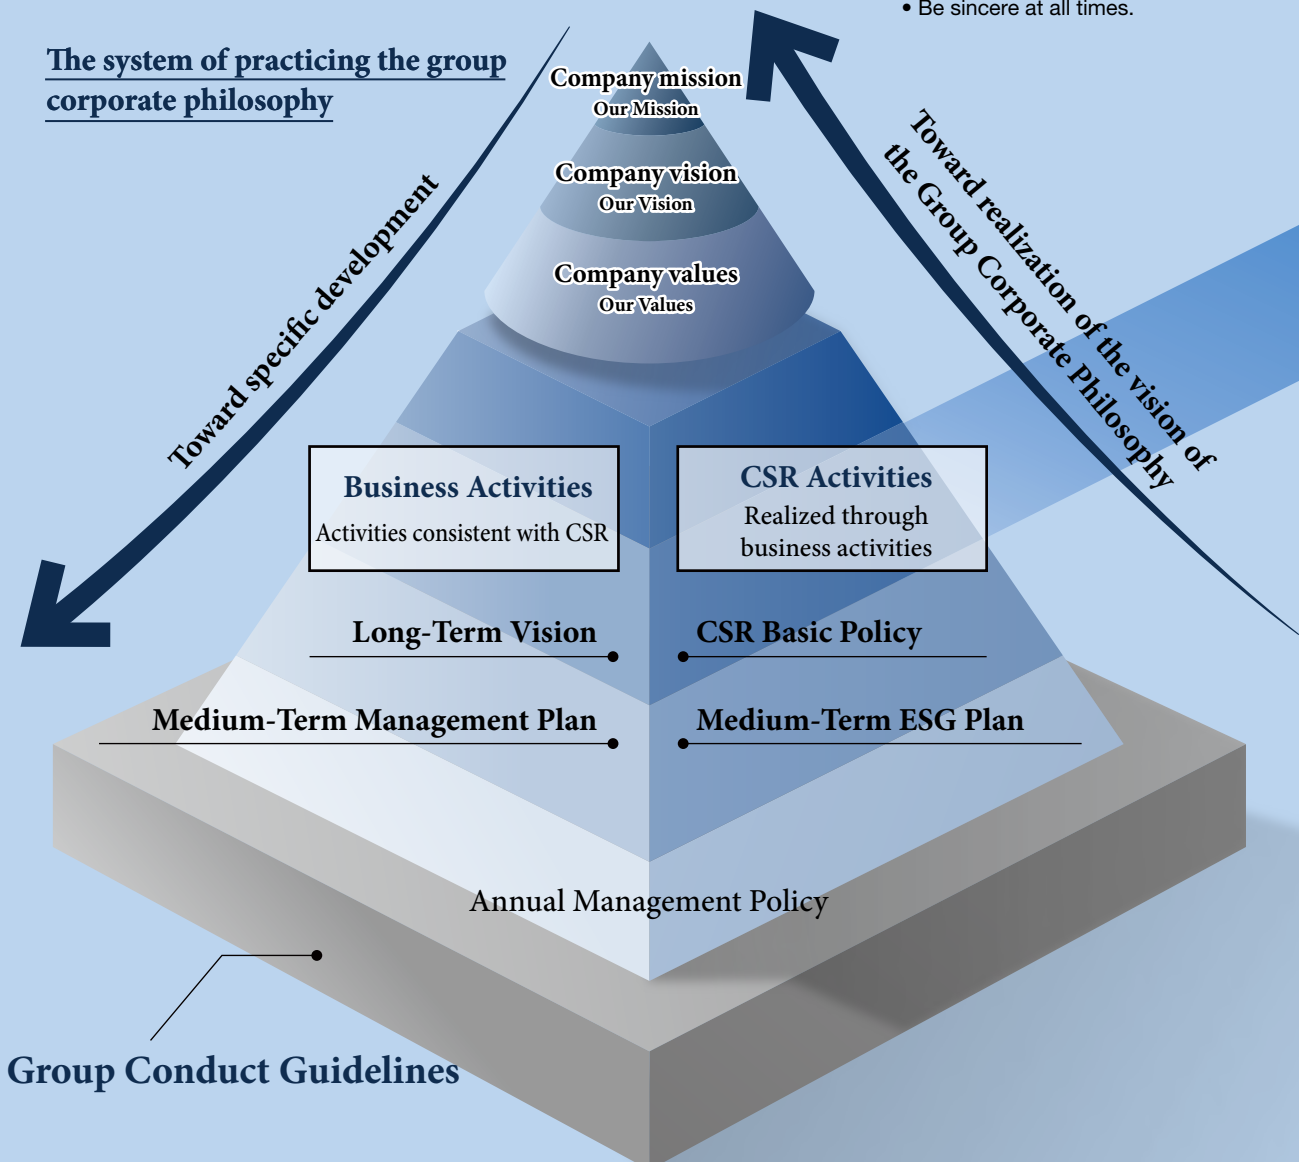 • Be sincere at all times.
The system of practicing the group
corporate philosophy
Company mission
Our Mission
Company vision
Our Vision
Company values
Our Values
Toward specific development
Toward realization of the vision of
the Group Corporate Philosophy
Business Activities
Activities consistent with CSR
CSR Activities
Realized through
business activities
Long-Term Vision
CSR Basic Policy
Medium-Term Management Plan
Medium-Term ESG Plan
Annual Management Policy
Group Conduct Guidelines